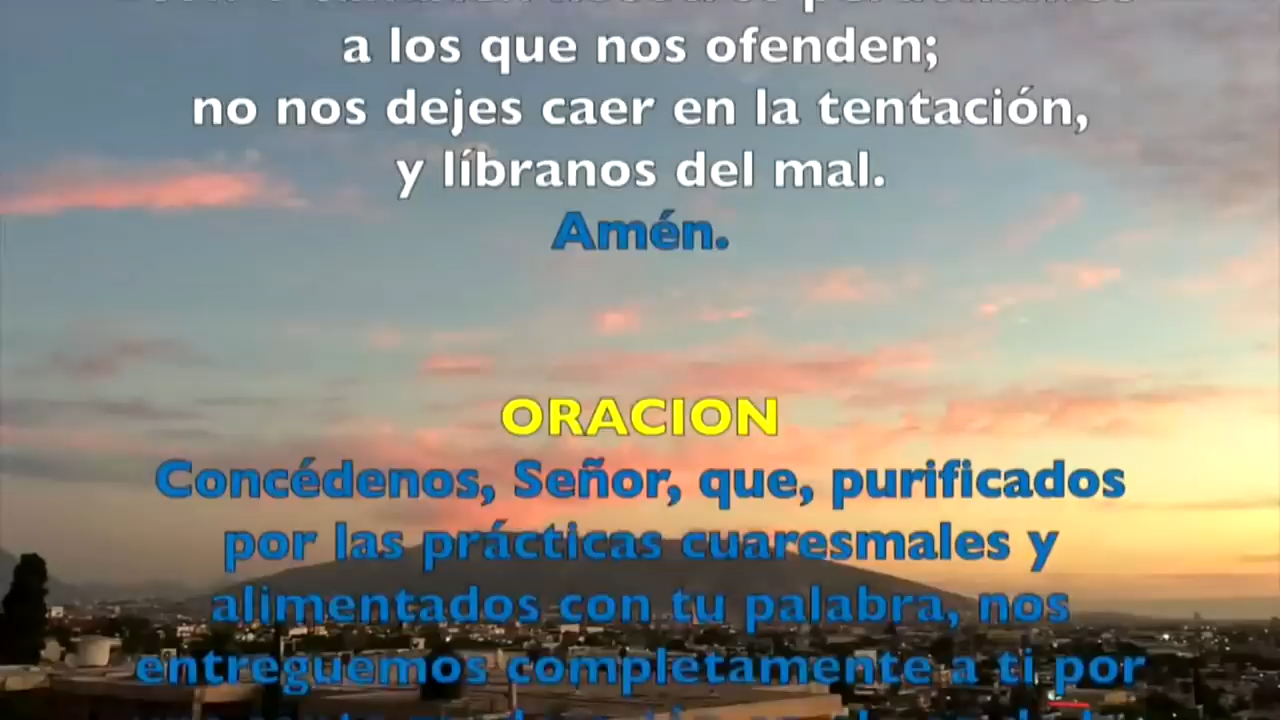 a los que nos ofenden;
no nos dejes caer en la tentación,
y líbranos del mal.
Amén.
ORACION
Concédenos, Señor, que, purificados
por las prácticas cuaresmales y
alimentados con tu palabra, nos
entreguemos completamente a ti por